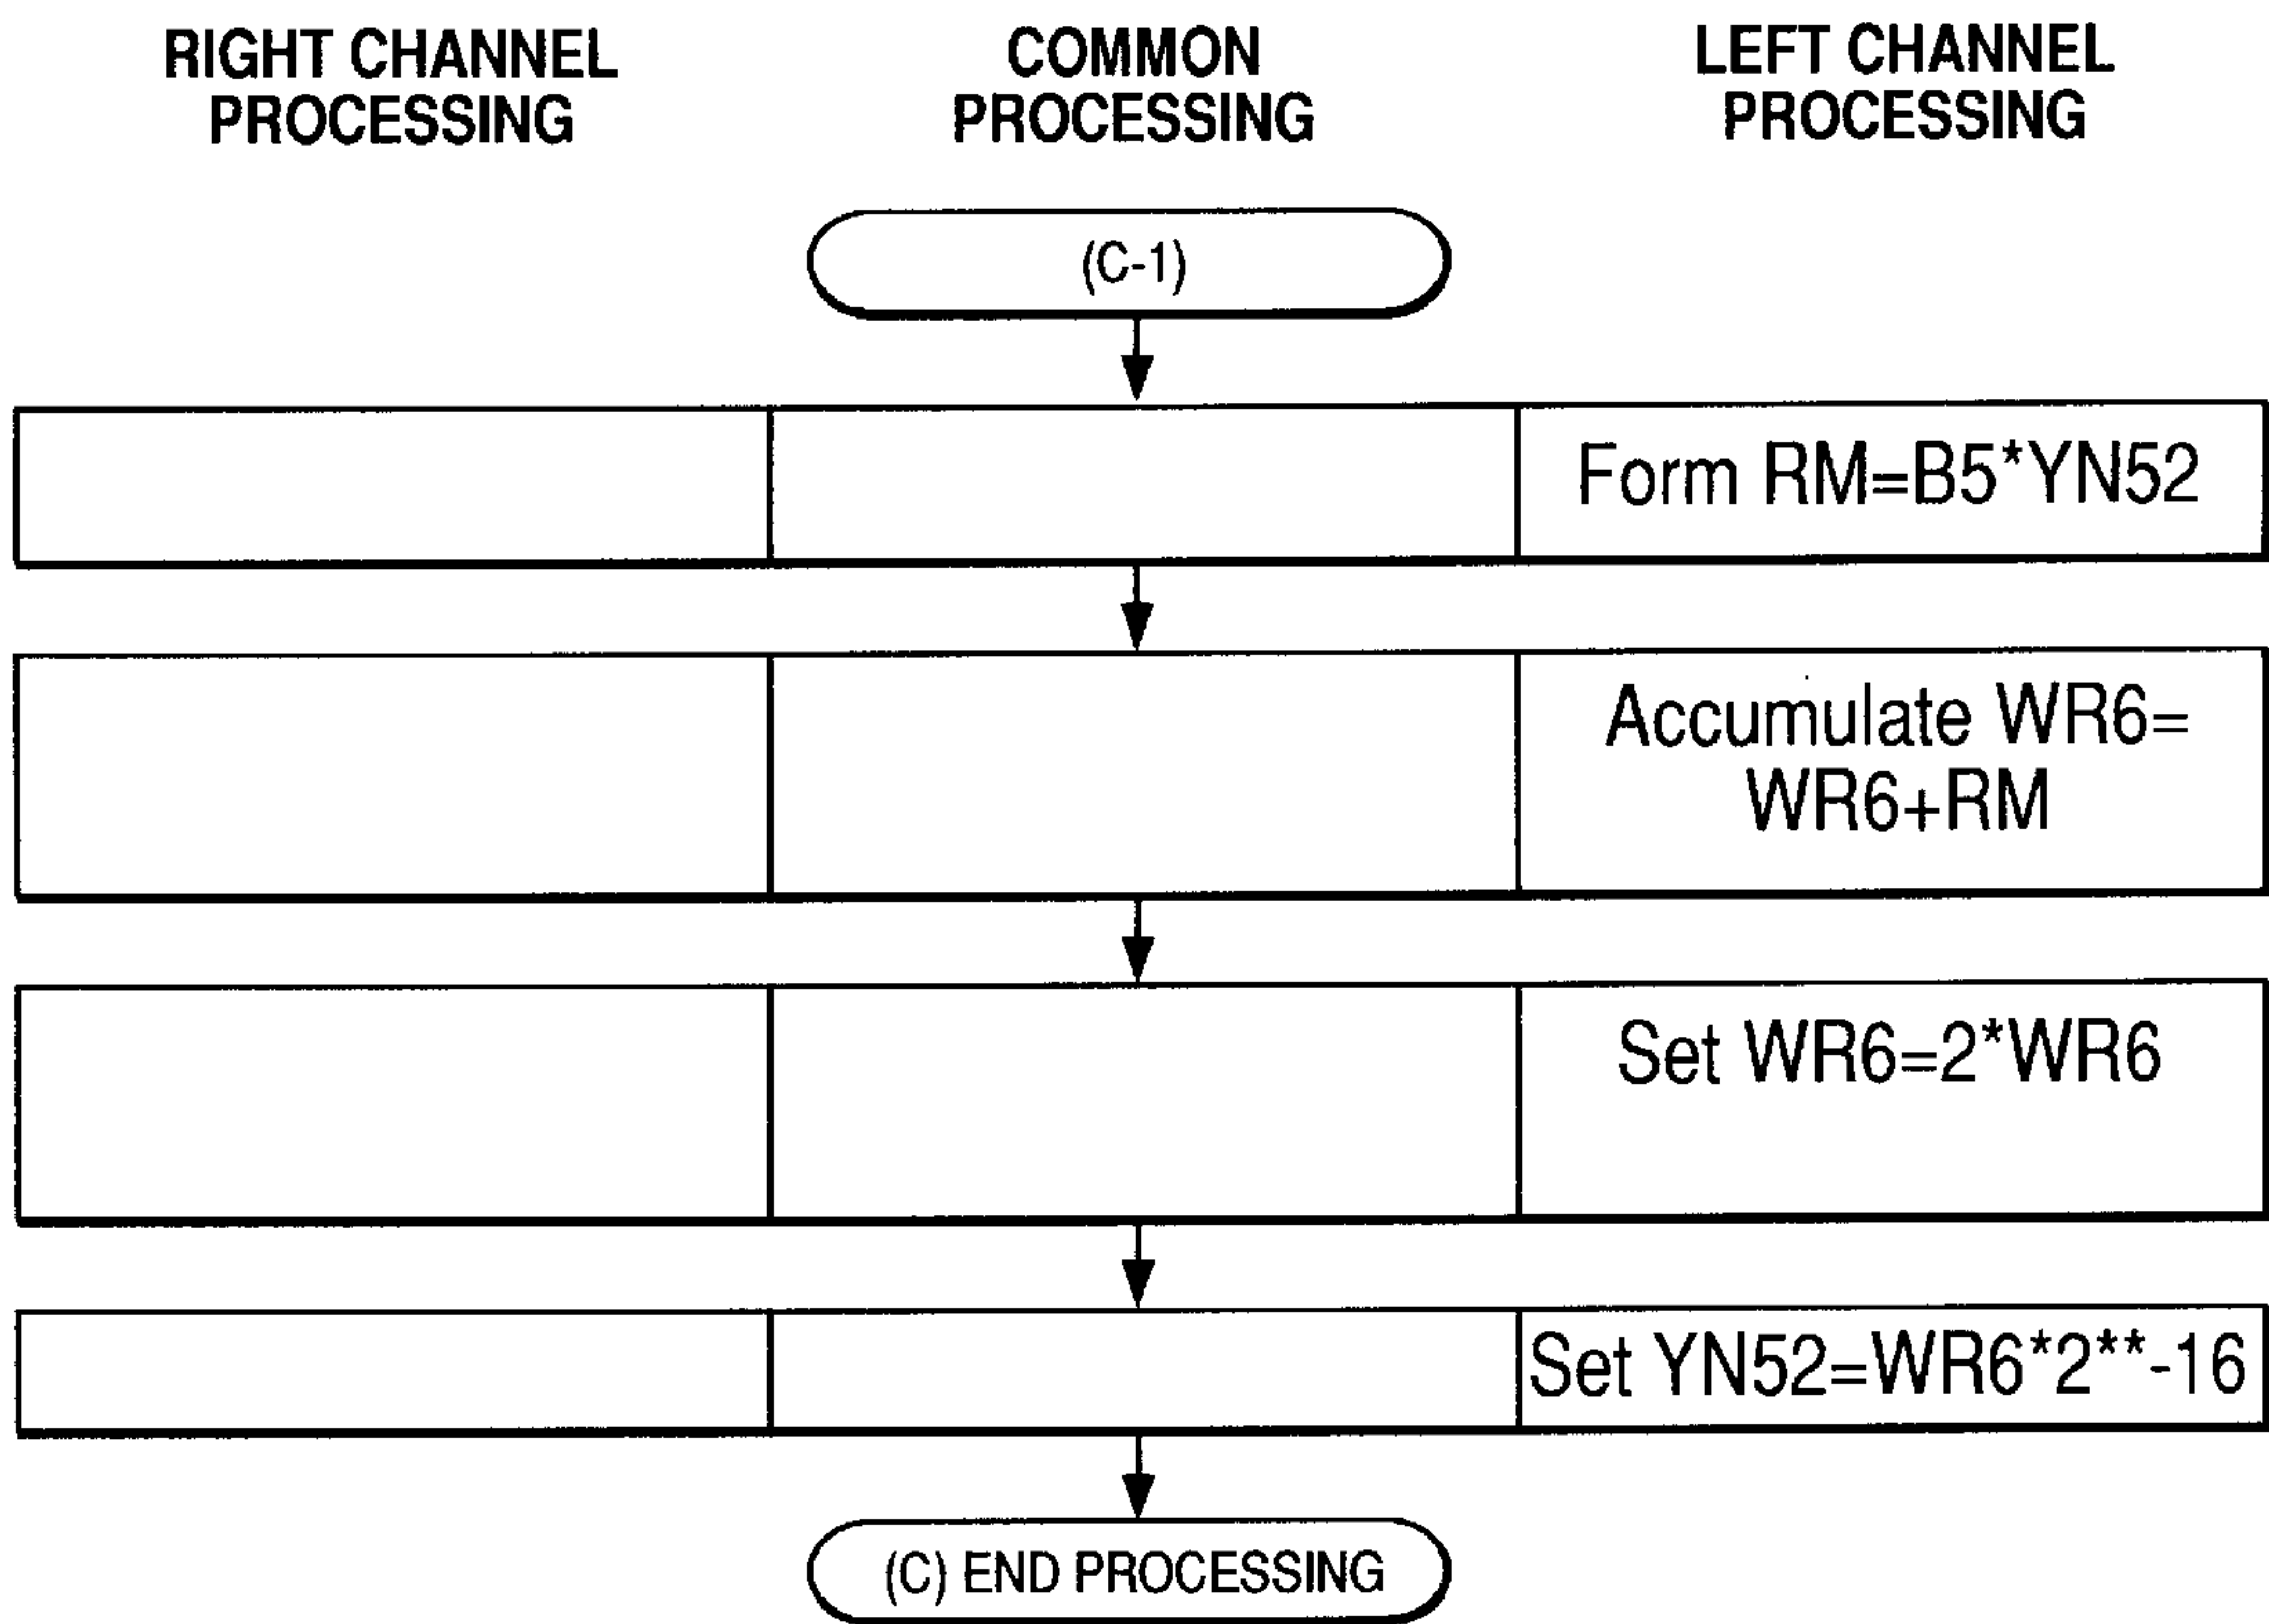 RIGHT CHANNEL
PROCESSING
COMMON
PROCESSING
LEFT CHANNEL
PROCESSING
(C-1)
Form RM=B5*YN52
Accumulate WR6=
WR6+RM
Set WR6=2*WR6
Set YN52=WR6*2**-16
(C) END PROCESSING